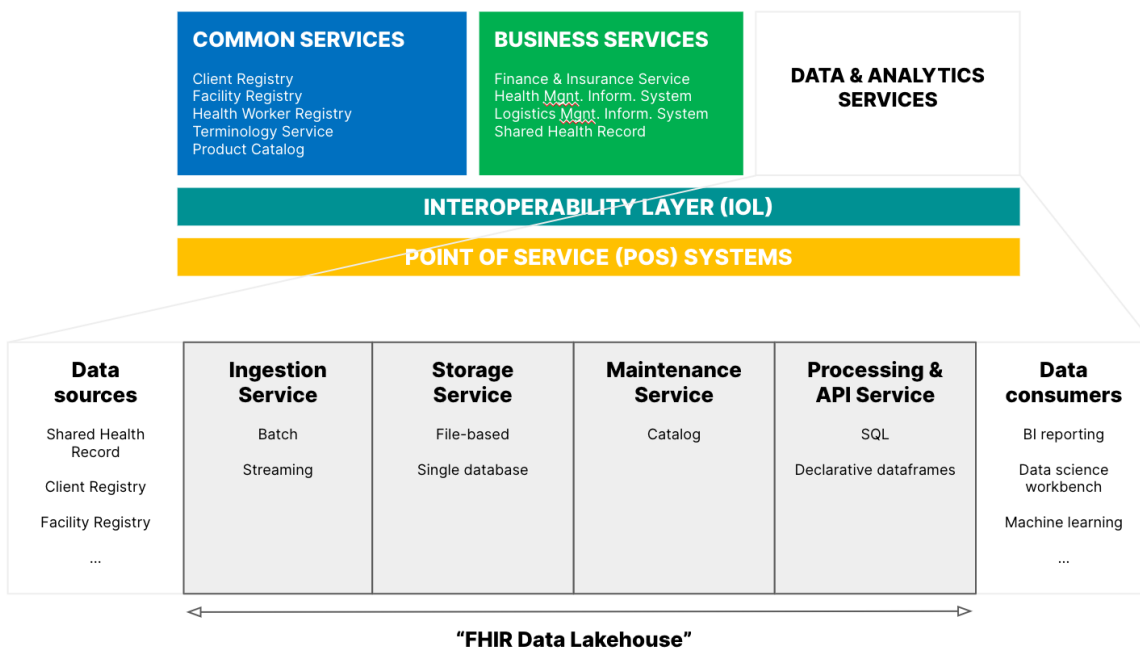 COMMON SERVICES
Client Registry
Facility Registry
Health Worker Registry
Terminology Service
Product Catalog
BUSINESS SERVICES
Finance & Insurance Service
Health Mgnt. Inform. System
Logistics Mgnt. Inform. System
Shared Health Record
DATA & ANALYTICS
SERVICES
INTEROPERABILITY LAYER (IOL)
POINT OF SERVICE (POS) SYSTEMS
Data
sources
Shared Health
Record
Client Registry
Facility Registry
...
Ingestion
Service
Batch
Streaming
Storage
Service
File-based
Single database
Maintenance
Service
Catalog
Processing &
API Service
SQL
Declarative dataframes
Data
consumers
BI reporting
Data science
workbench
Machine learning
...
“FHIR Data Lakehouse”